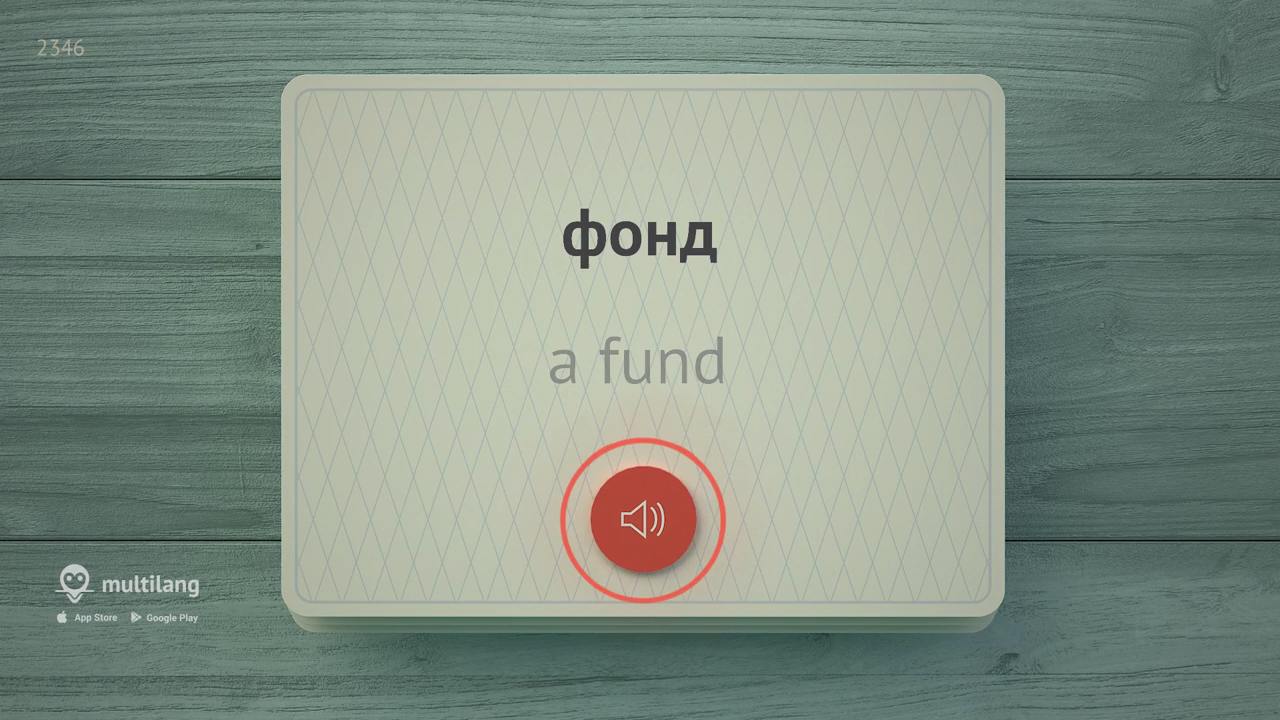 2346
фонд
a fund
multilang
App Store
Google Play